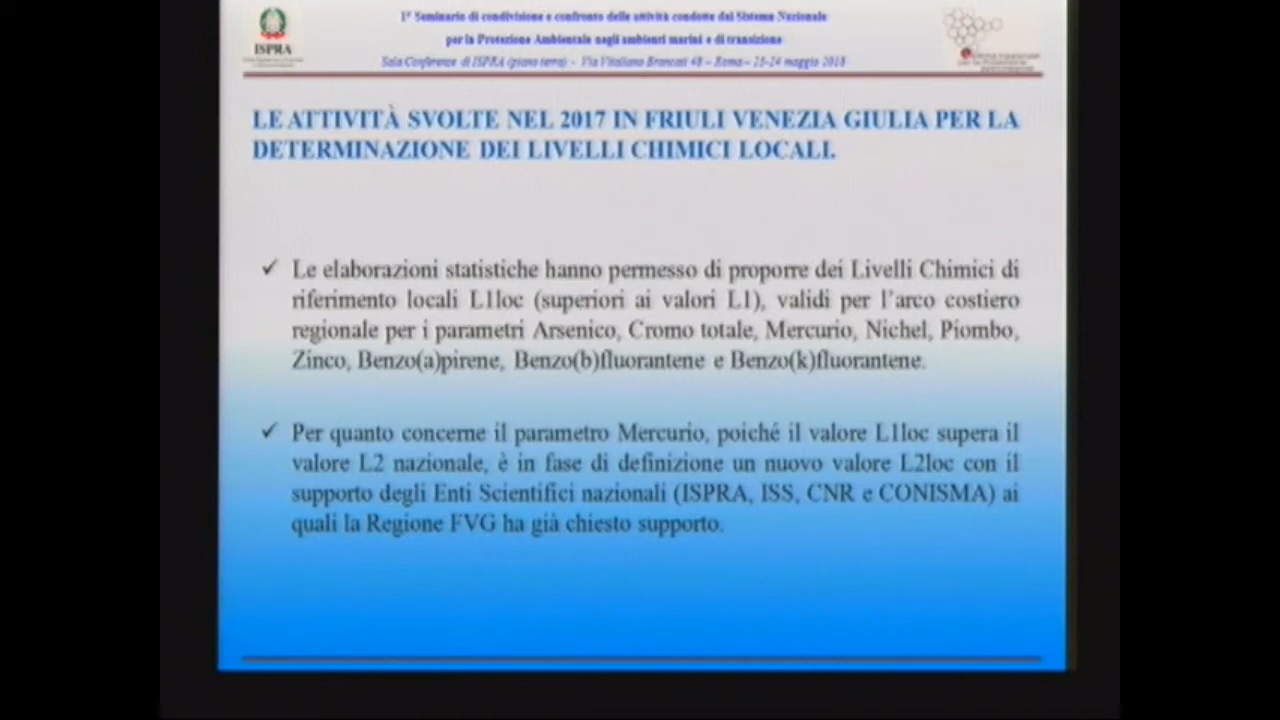 1° Seminario di condivisione e confronto delle attività condotte dal Sistema Nazionale
per la Protezione Ambientale negli ambienti marini e di transizione
Sala Conferenze di ISPRA (piano terra) - Via Vitaliano Brancati 48 – Roma – 23-24 maggio 2018
ISPRA
LE ATTIVITÀ SVOLTE NEL 2017 IN FRIULI VENEZIA GIULIA PER LA
DETERMINAZIONE DEI LIVELLI CHIMICI LOCALI.
✓ Le elaborazioni statistiche hanno permesso di proporre dei Livelli Chimici di
riferimento locali L1loc (superiori ai valori L1), validi per l’arco costiero
regionale per i parametri Arsenico, Cromo totale, Mercurio, Nichel, Piombo,
Zinco, Benzo(a)pirene, Benzo(b)fluorantene e Benzo(k)fluorantene.
✓ Per quanto concerne il parametro Mercurio, poiché il valore L1loc supera il
valore L2 nazionale, è in fase di definizione un nuovo valore L2loc con il
supporto degli Enti Scientifici nazionali (ISPRA, ISS, CNR e CONISMA) ai
quali la Regione FVG ha già chiesto supporto.